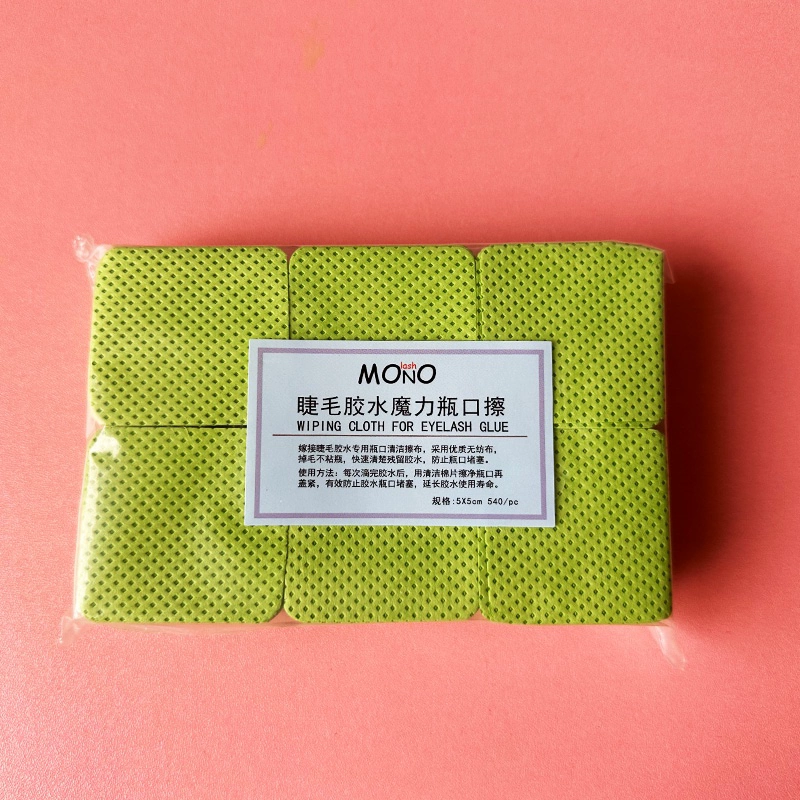 MONO lash
睫毛胶水魔力瓶口擦
WIPING CLOTH FOR EYELASH GLUE
嫁接睫毛胶水专用瓶口清洁擦布，采用优质无纺布，
掉毛不粘瓶，快速清楚残留胶水，防止瓶口堵塞。
使用方法：每次滴完胶水后，用清洁棉片擦净瓶口再
盖紧，有效防止胶水瓶口堵塞，延长胶水使用寿命。
规格:5X5cm 540/pc